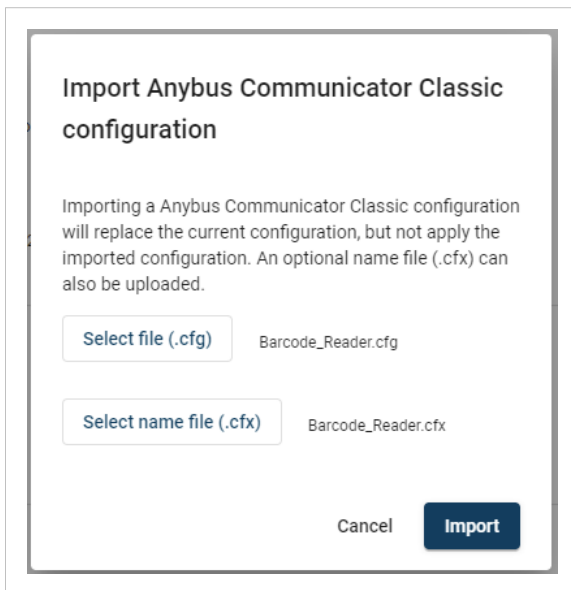 Import Anybus Communicator Classic
configuration
Importing a Anybus Communicator Classic configuration
will replace the current configuration, but not apply the
imported configuration. An optional name file (.cfx) can
also be uploaded.
Select file (.cfg) Barcode_Reader.cfg
Select name file (.cfx) Barcode_Reader.cfx
Cancel Import